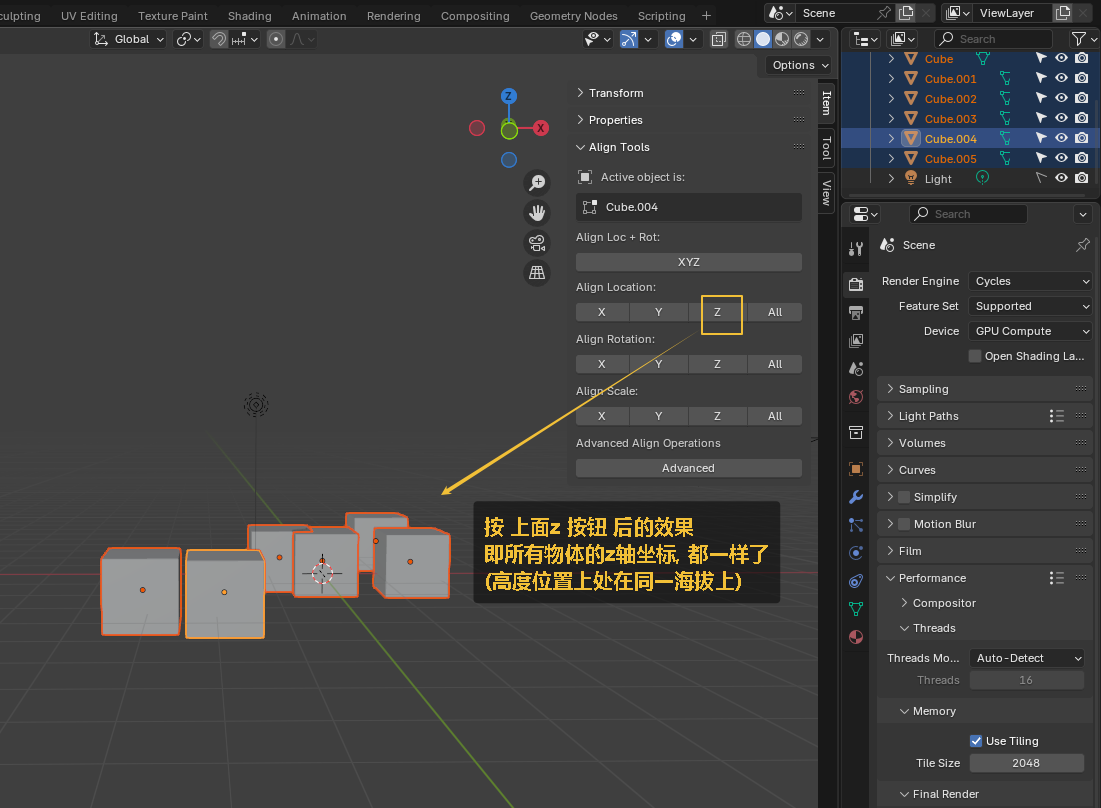 sculpting UV Editing Texture Paint Shading Animation Rendering Compositing Geometry Nodes Scripting + Scene ViewLayer
Global
Search
Options
Cube
Cube.001
Cube.002
Cube.003
Cube.004
Cube.005
Light
Z
X
Item
Tool
View
Transform
Properties
Align Tools
Active object is:
Cube.004
Align Loc + Rot:
XYZ
Align Location:
X Y Z All
Align Rotation:
X Y Z All
Align Scale:
X Y Z All
Advanced Align Operations
Advanced
按 上面z 按钮 后的效果
即所有物体的z轴坐标, 都一样了
(高度位置上处在同一海拔上)
Search
Scene
Render Engine Cycles
Feature Set Supported
Device GPU Compute
Open Shading La...
Sampling
Light Paths
Volumes
Curves
Simplify
Motion Blur
Film
Performance
Compositor
Threads
Threads Mo... Auto-Detect
Threads 16
Memory
Use Tiling
Tile Size 2048
Final Render